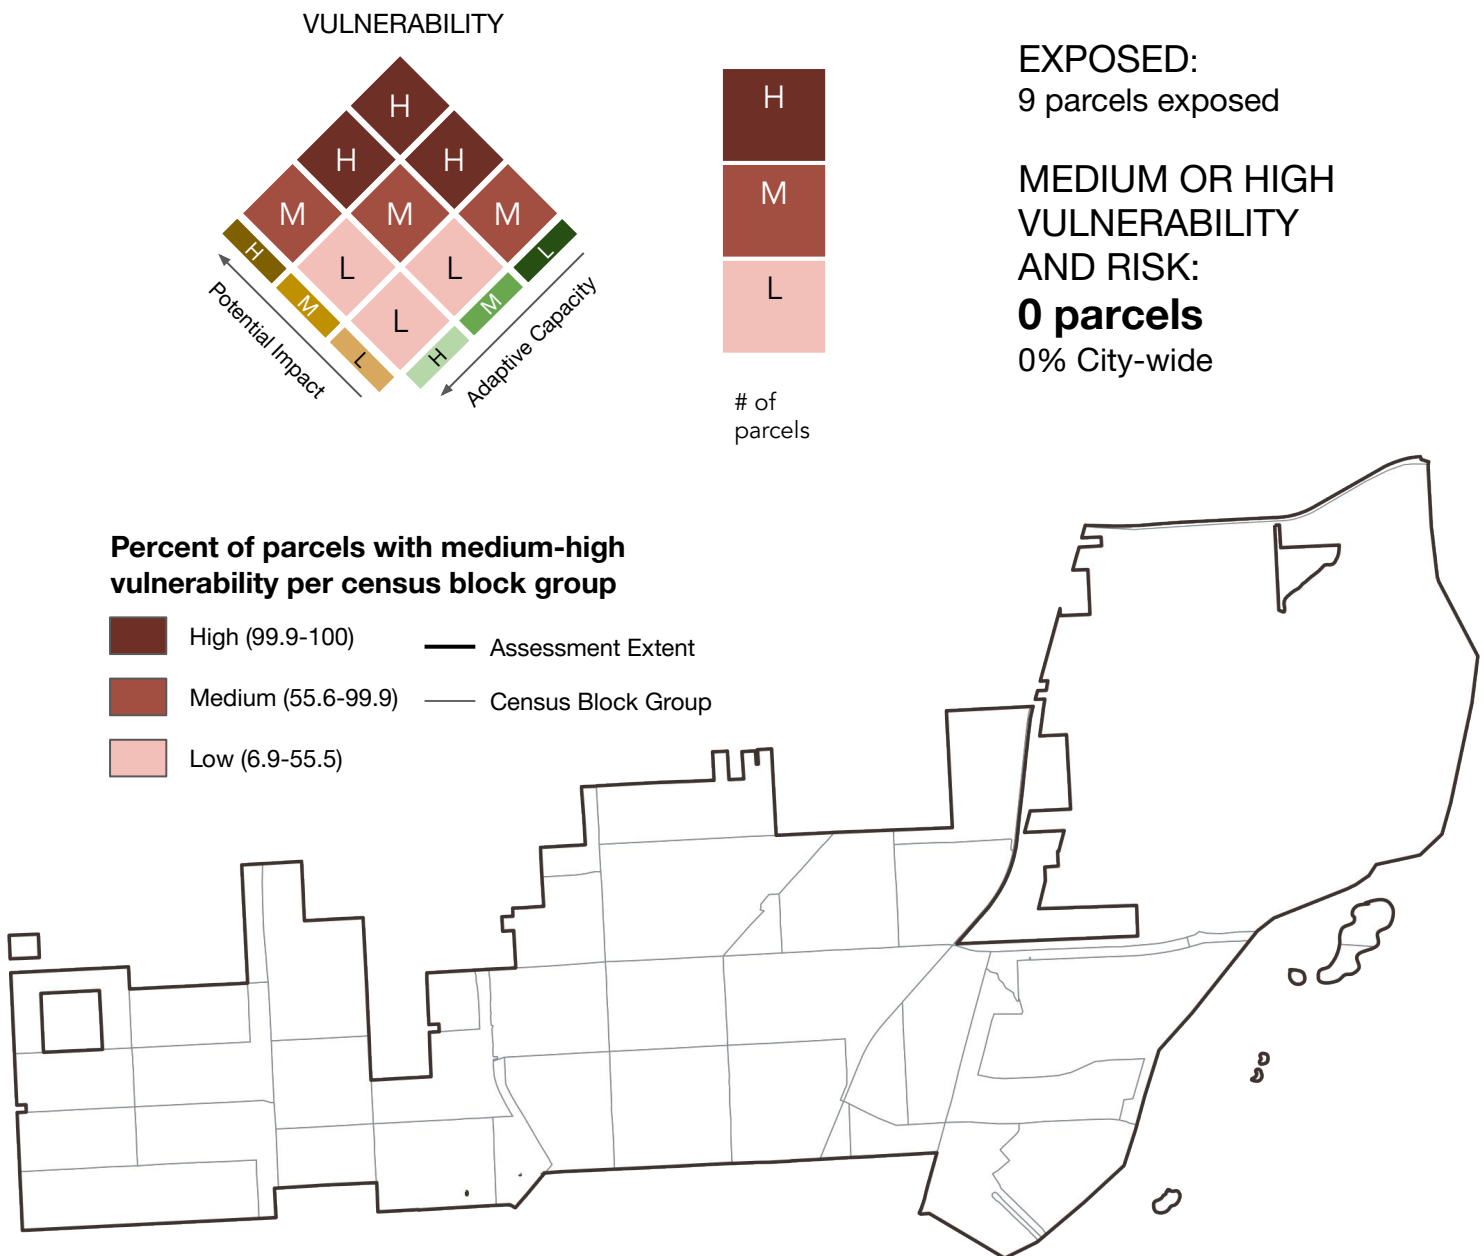 VULNERABILITY
H
H
H
M
M
M
L
L
L
H
M
L
L
M
H
Potential Impact
Adaptive Capacity
H
M
L
# of
parcels
EXPOSED:
9 parcels exposed
MEDIUM OR HIGH
VULNERABILITY
AND RISK:
0 parcels
0% City-wide
Percent of parcels with medium-high
vulnerability per census block group
High (99.9-100)
Medium (55.6-99.9)
Low (6.9-55.5)
Assessment Extent
Census Block Group